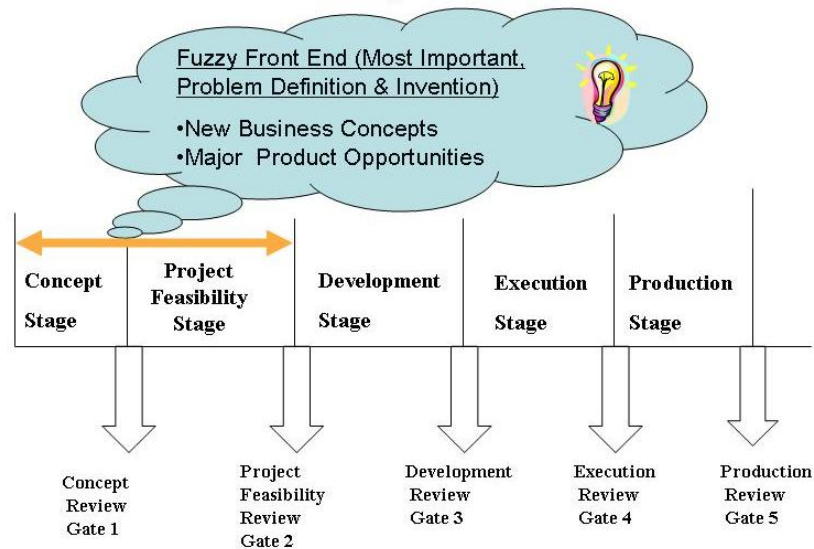 Fuzzy Front End (Most Important,
Problem Definition & Invention)
•New Business Concepts
•Major Product Opportunities
Concept
Stage
Project
Feasibility
Stage
Development
Stage
Execution
Stage
Production
Stage
Concept
Review
Gate 1
Project
Feasibility
Review
Gate 2
Development
Review
Gate 3
Execution
Review
Gate 4
Production
Review
Gate 5